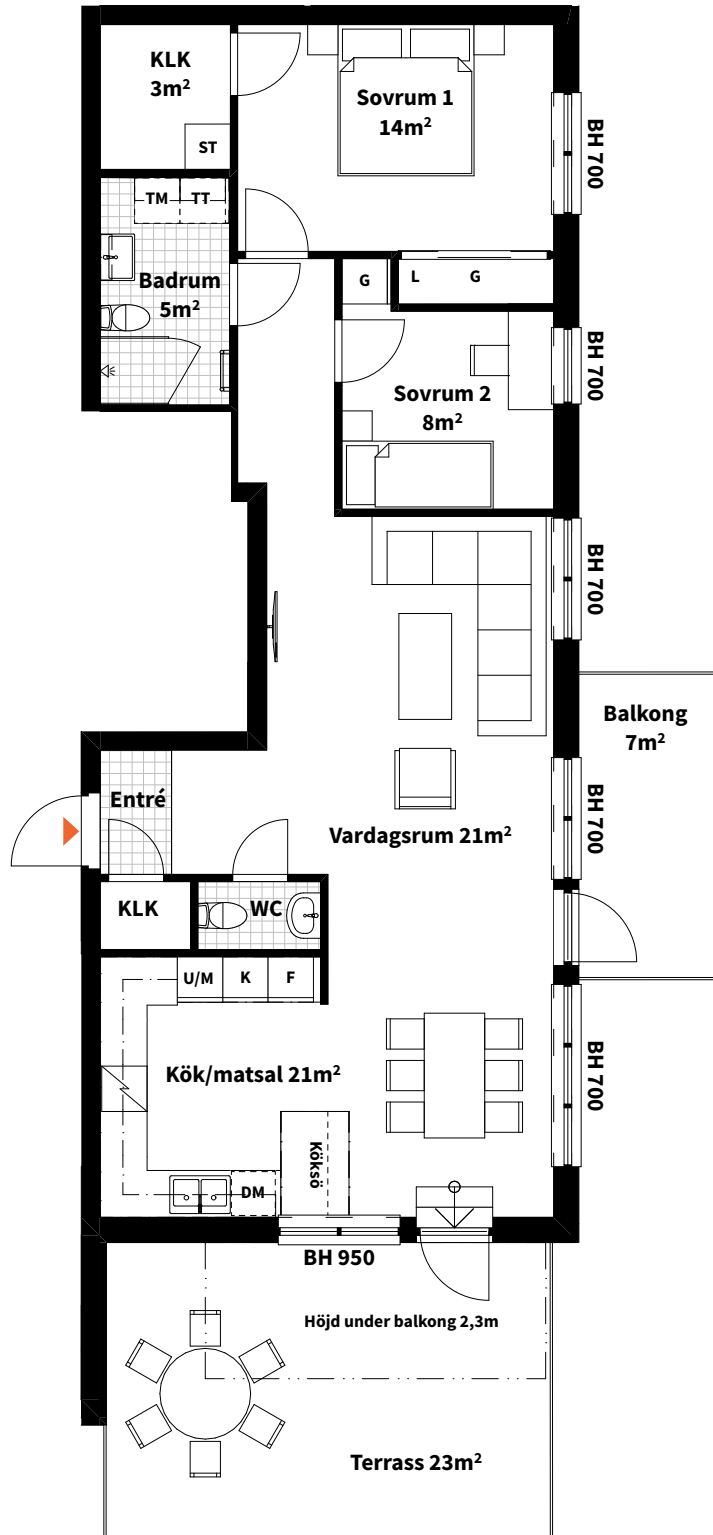 KLK
3m²
Sovrum 1
14m²
BH 700
ST
TM
TT
Badrum
5m²
G
L
G
Sovrum 2
8m²
BH 700
BH 700
Balkong
7m²
Entré
Vardagsrum 21m²
BH 700
KLK
WC
U/M
K
F
Kök/matsal 21m²
BH 700
Köksö
DM
BH 950
Höjd under balkong 2,3m
Terrass 23m²